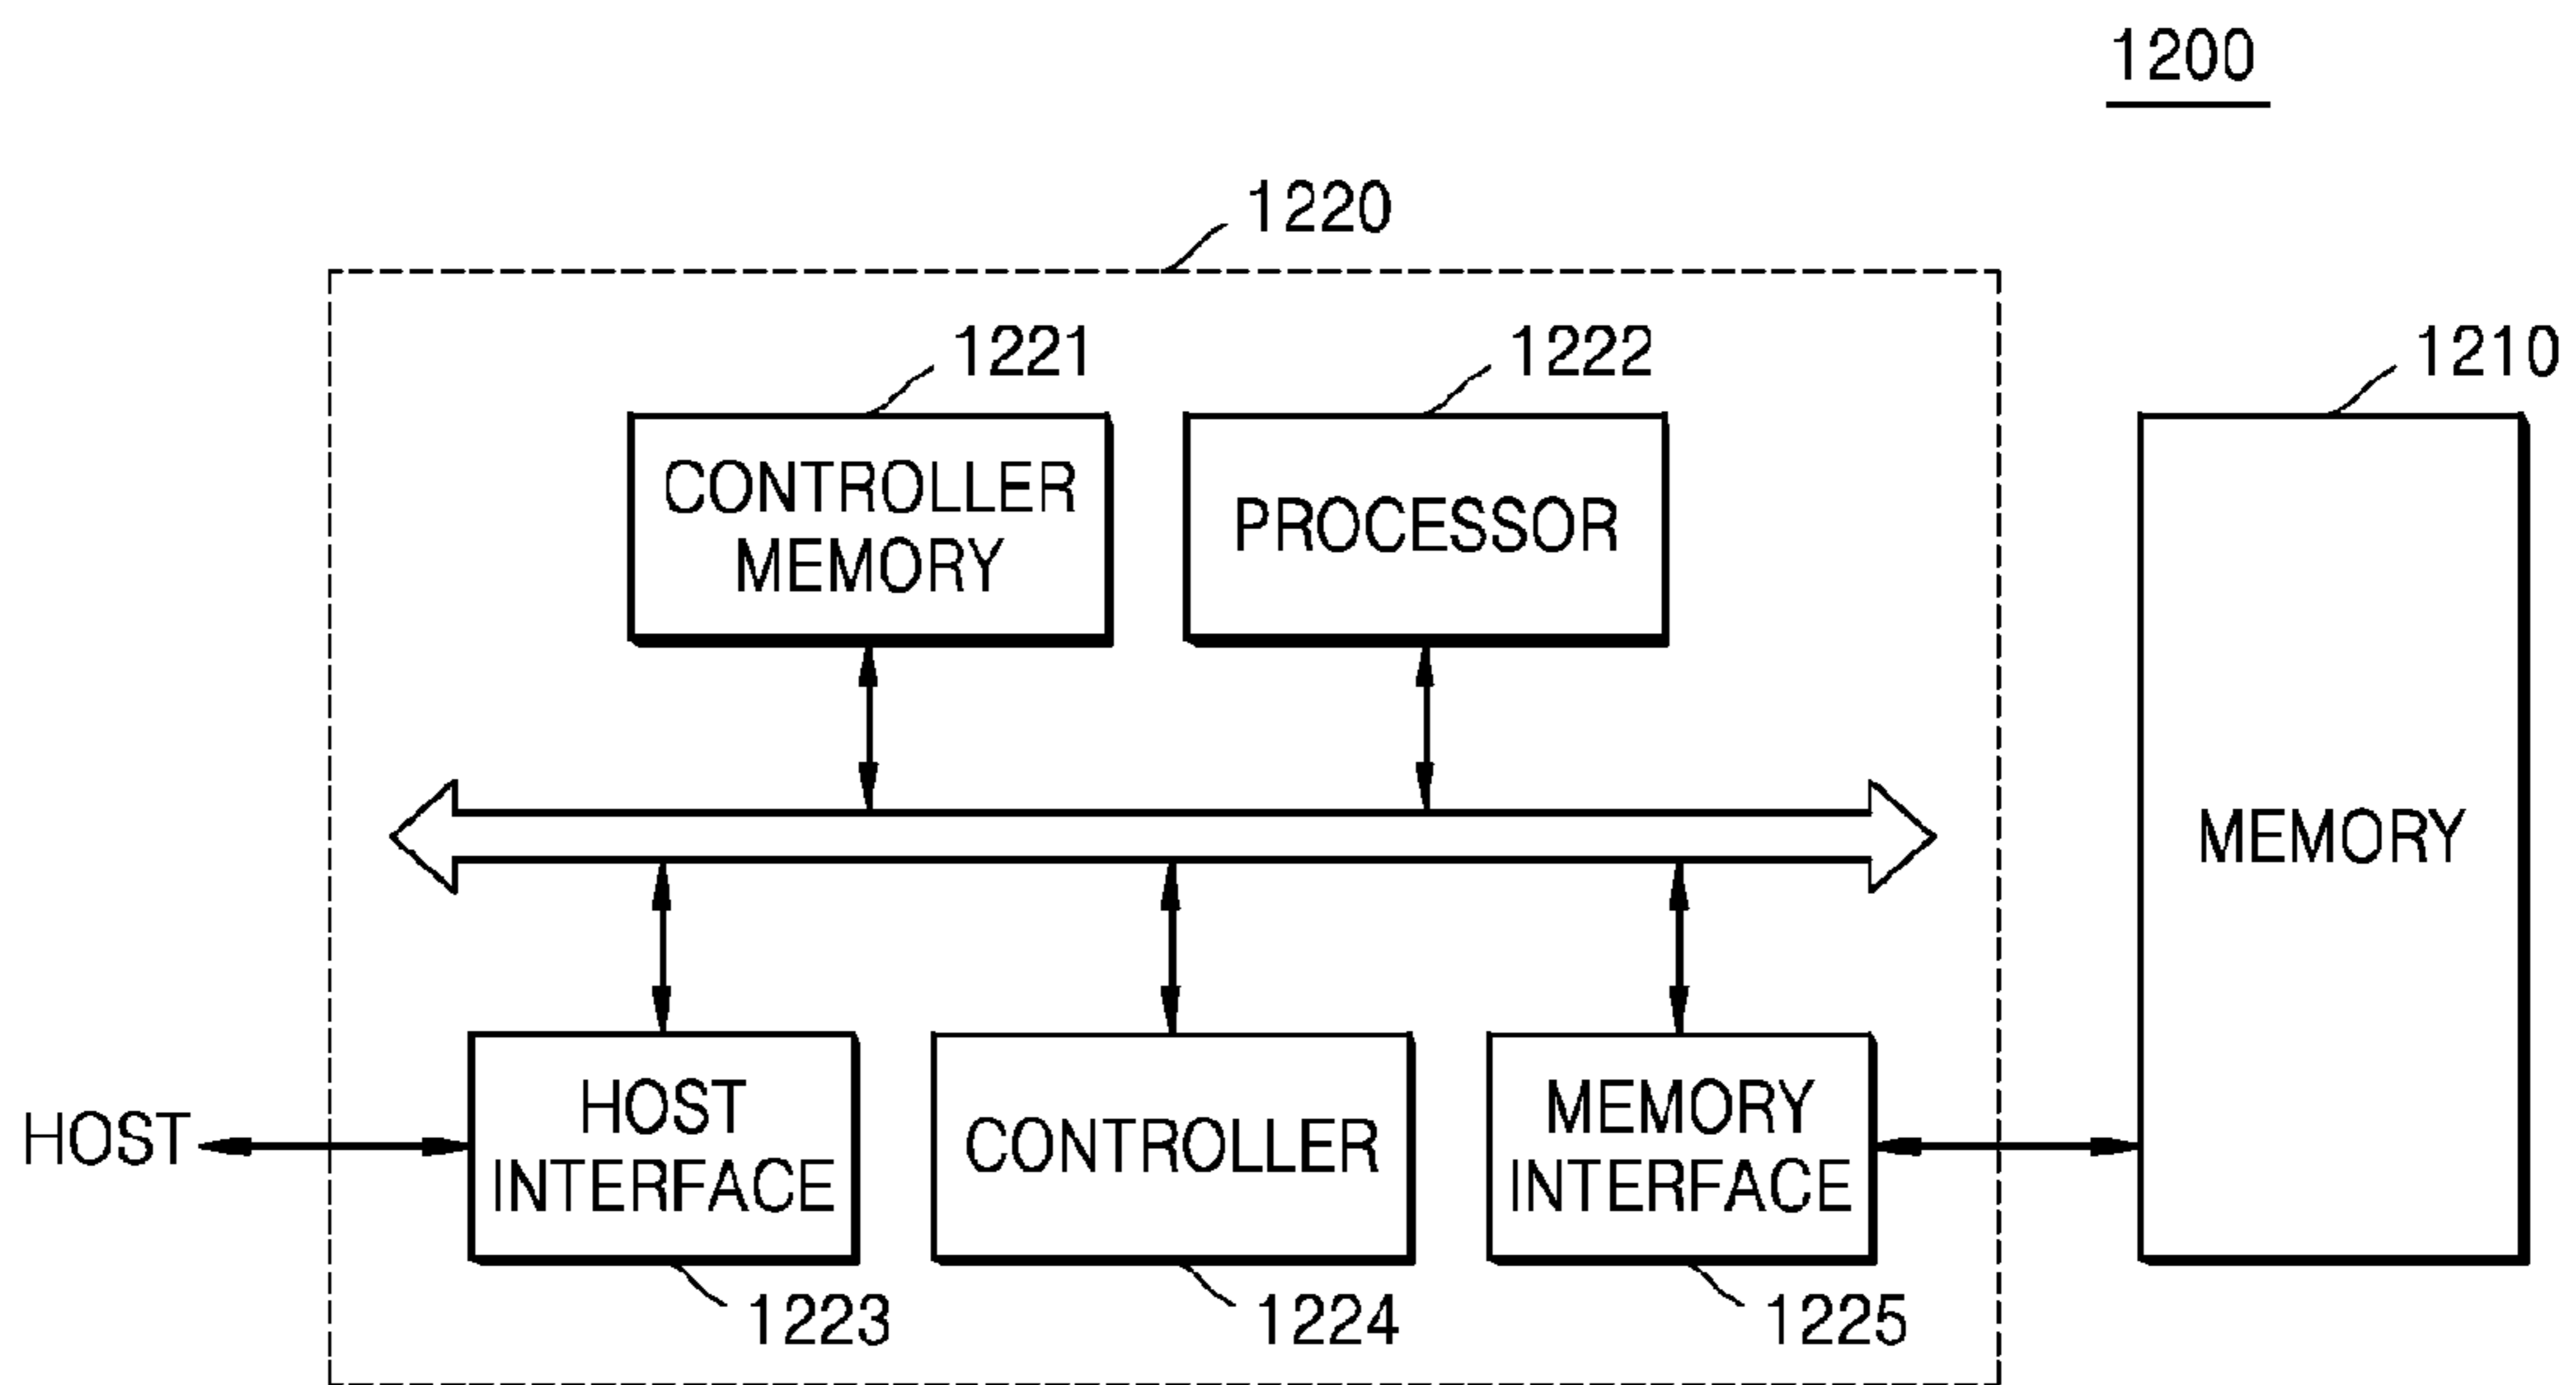 1200
1220
1221
1222
1210
CONTROLLER
MEMORY
PROCESSOR
MEMORY
HOST
HOST
INTERFACE
CONTROLLER
MEMORY
INTERFACE
1223
1224
1225